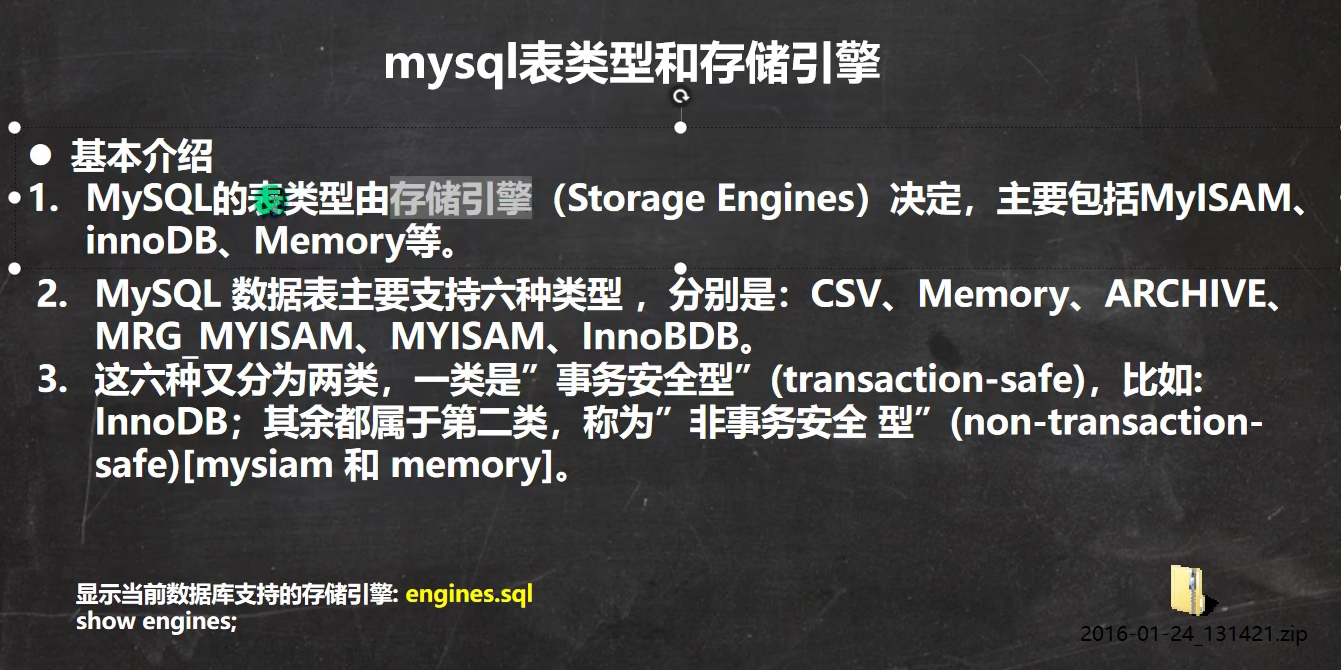 mysql表类型和存储引擎
● 基本介绍
1. MySQL的表类型由存储引擎（Storage Engines）决定，主要包括MyISAM、
innoDB、Memory等。
2. MySQL 数据表主要支持六种类型 ，分别是：CSV、Memory、ARCHIVE、
MRG_MYISAM、MYISAM、InnoBDB。
3. 这六种又分为两类，一类是”事务安全型”(transaction-safe)，比如:
InnoDB；其余都属于第二类，称为”非事务安全 型”(non-transaction-
safe)[mysiam 和 memory]。
显示当前数据库支持的存储引擎: engines.sql
show engines;
2016-01-24_131421.zip